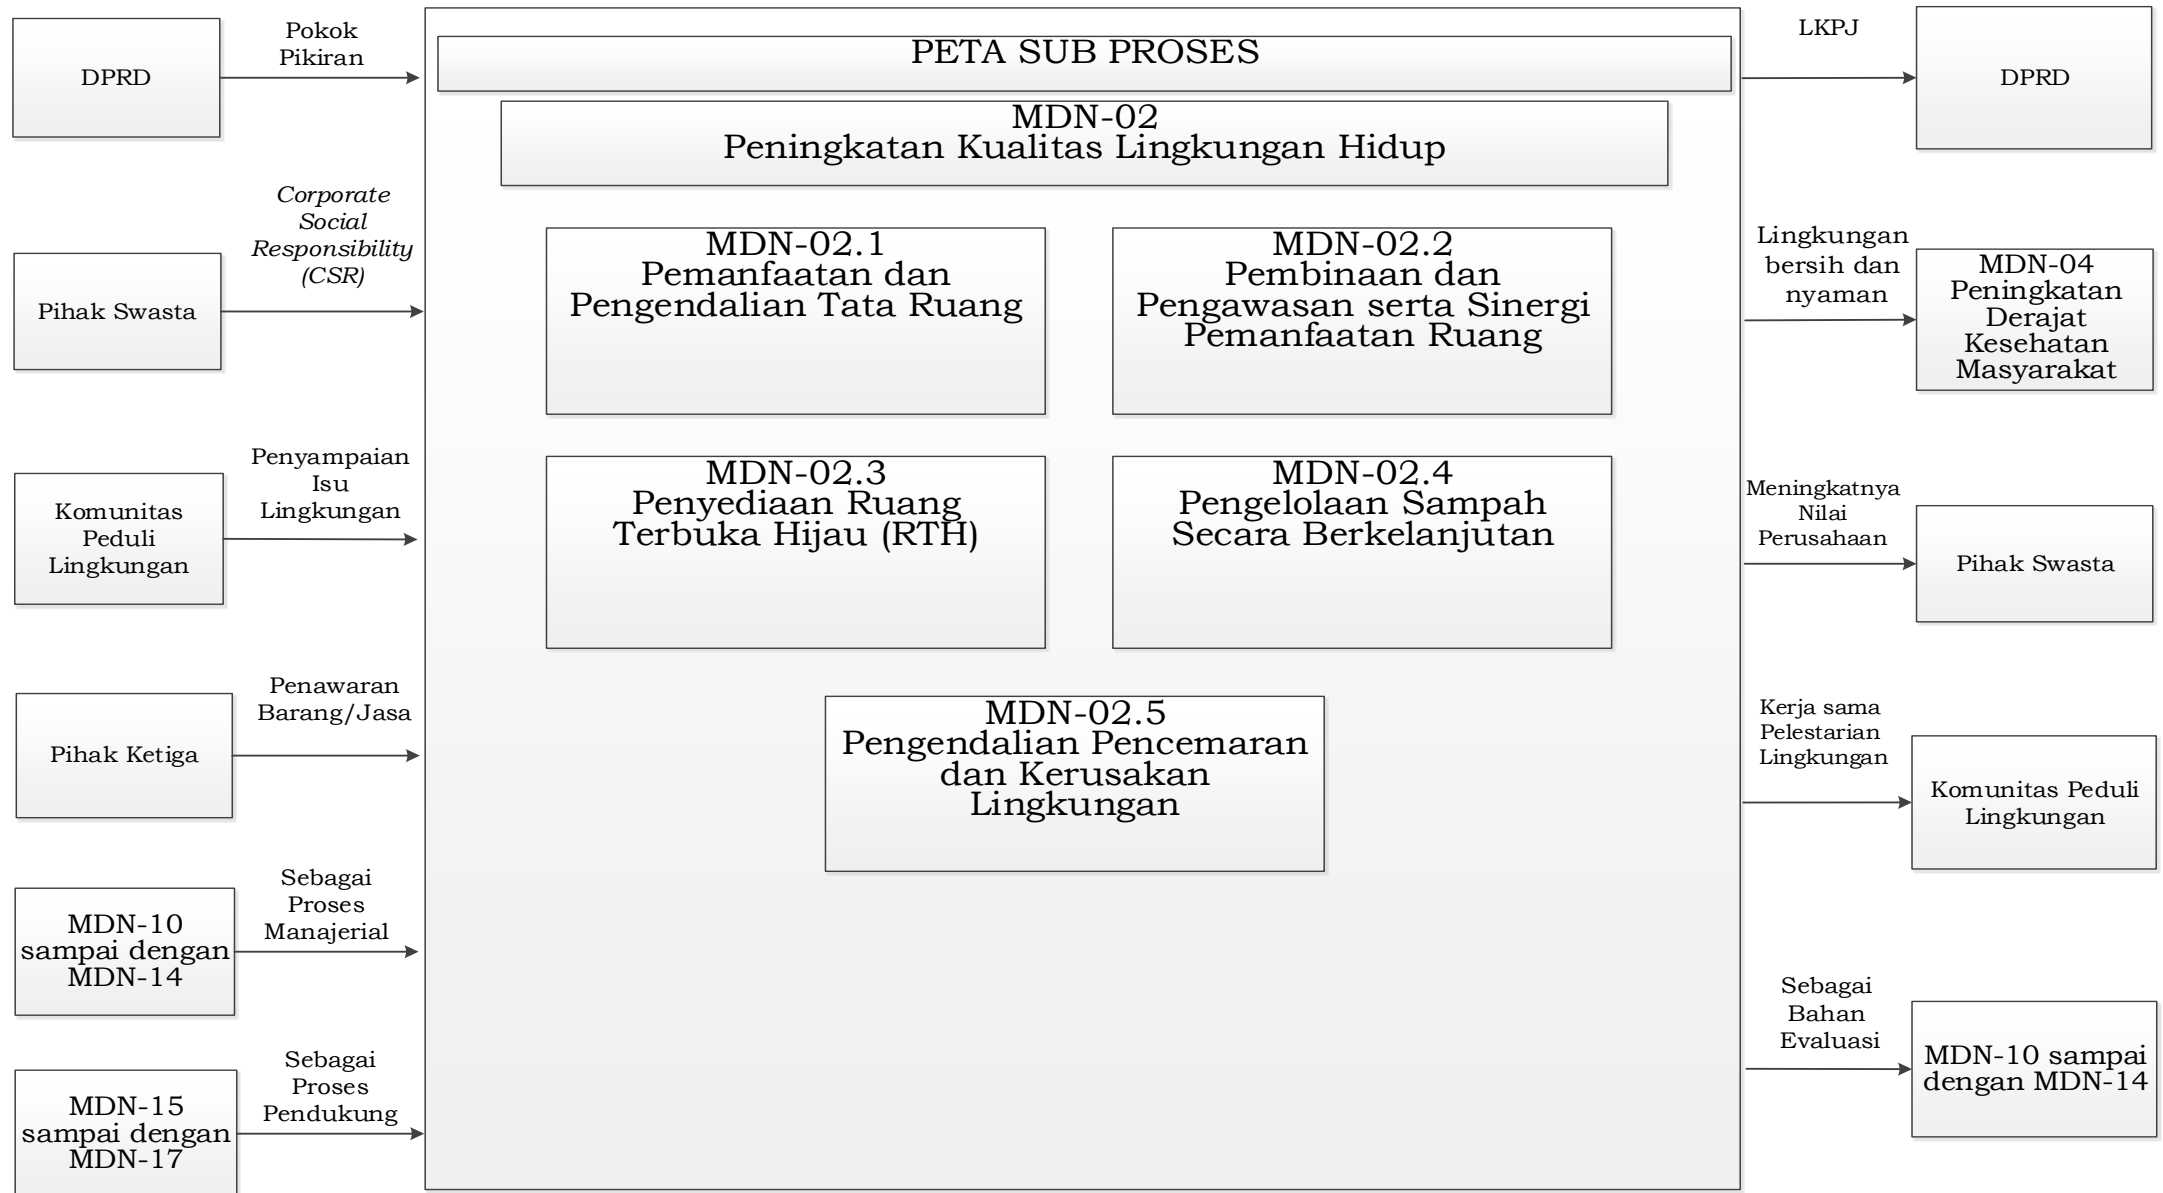 DPRD
Pokok
Pikiran
PETA SUB PROSES
LKPJ
DPRD
MDN-02
Peningkatan Kualitas Lingkungan Hidup
Pihak Swasta
Corporate
Social
Responsibility
(CSR)
MDN-02.1
Pemanfaatan dan
Pengendalian Tata Ruang
MDN-02.2
Pembinaan dan
Pengawasan serta Sinergi
Pemanfaatan Ruang
Lingkungan
bersih dan
nyaman
MDN-04
Peningkatan
Derajat
Kesehatan
Masyarakat
Komunitas
Peduli
Lingkungan
Penyampaian
Isu
Lingkungan
MDN-02.3
Penyediaan Ruang
Terbuka Hijau (RTH)
MDN-02.4
Pengelolaan Sampah
Secara Berkelanjutan
Meningkatnya
Nilai
Perusahaan
Pihak Swasta
Pihak Ketiga
Penawaran
Barang/Jasa
MDN-02.5
Pengendalian Pencemaran
dan Kerusakan
Lingkungan
Kerja sama
Pelestarian
Lingkungan
Komunitas Peduli
Lingkungan
MDN-10
sampai dengan
MDN-14
Sebagai
Proses
Manajerial
Sebagai
Bahan
Evaluasi
MDN-10 sampai
dengan MDN-14
MDN-15
sampai dengan
MDN-17
Sebagai
Proses
Pendukung